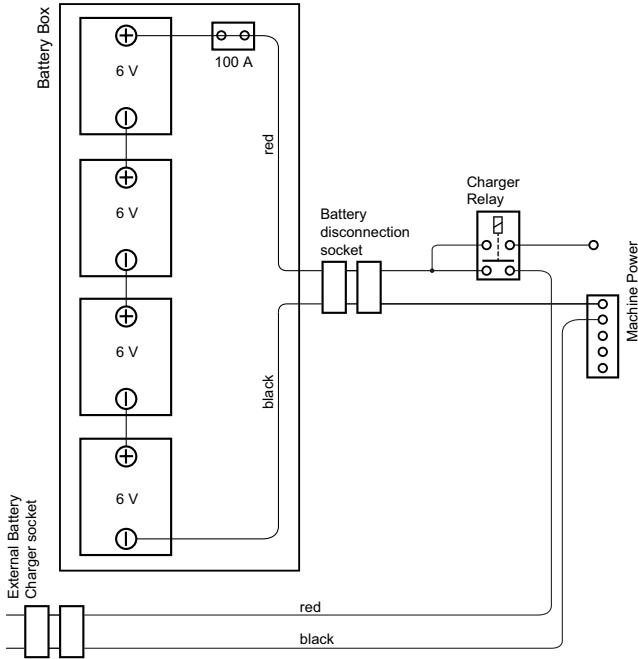 Battery Box
6 V
100 A
red
6 V
Charger
Relay
Battery
disconnection
socket
Machine Power
6 V
black
6 V
External Battery
Charger socket
red
black